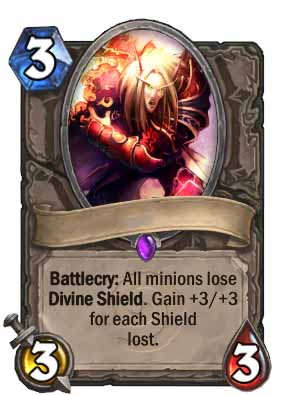 3
Battlecry: All minions lose
Divine Shield. Gain +3/+3
for each Shield
lost.
3 3